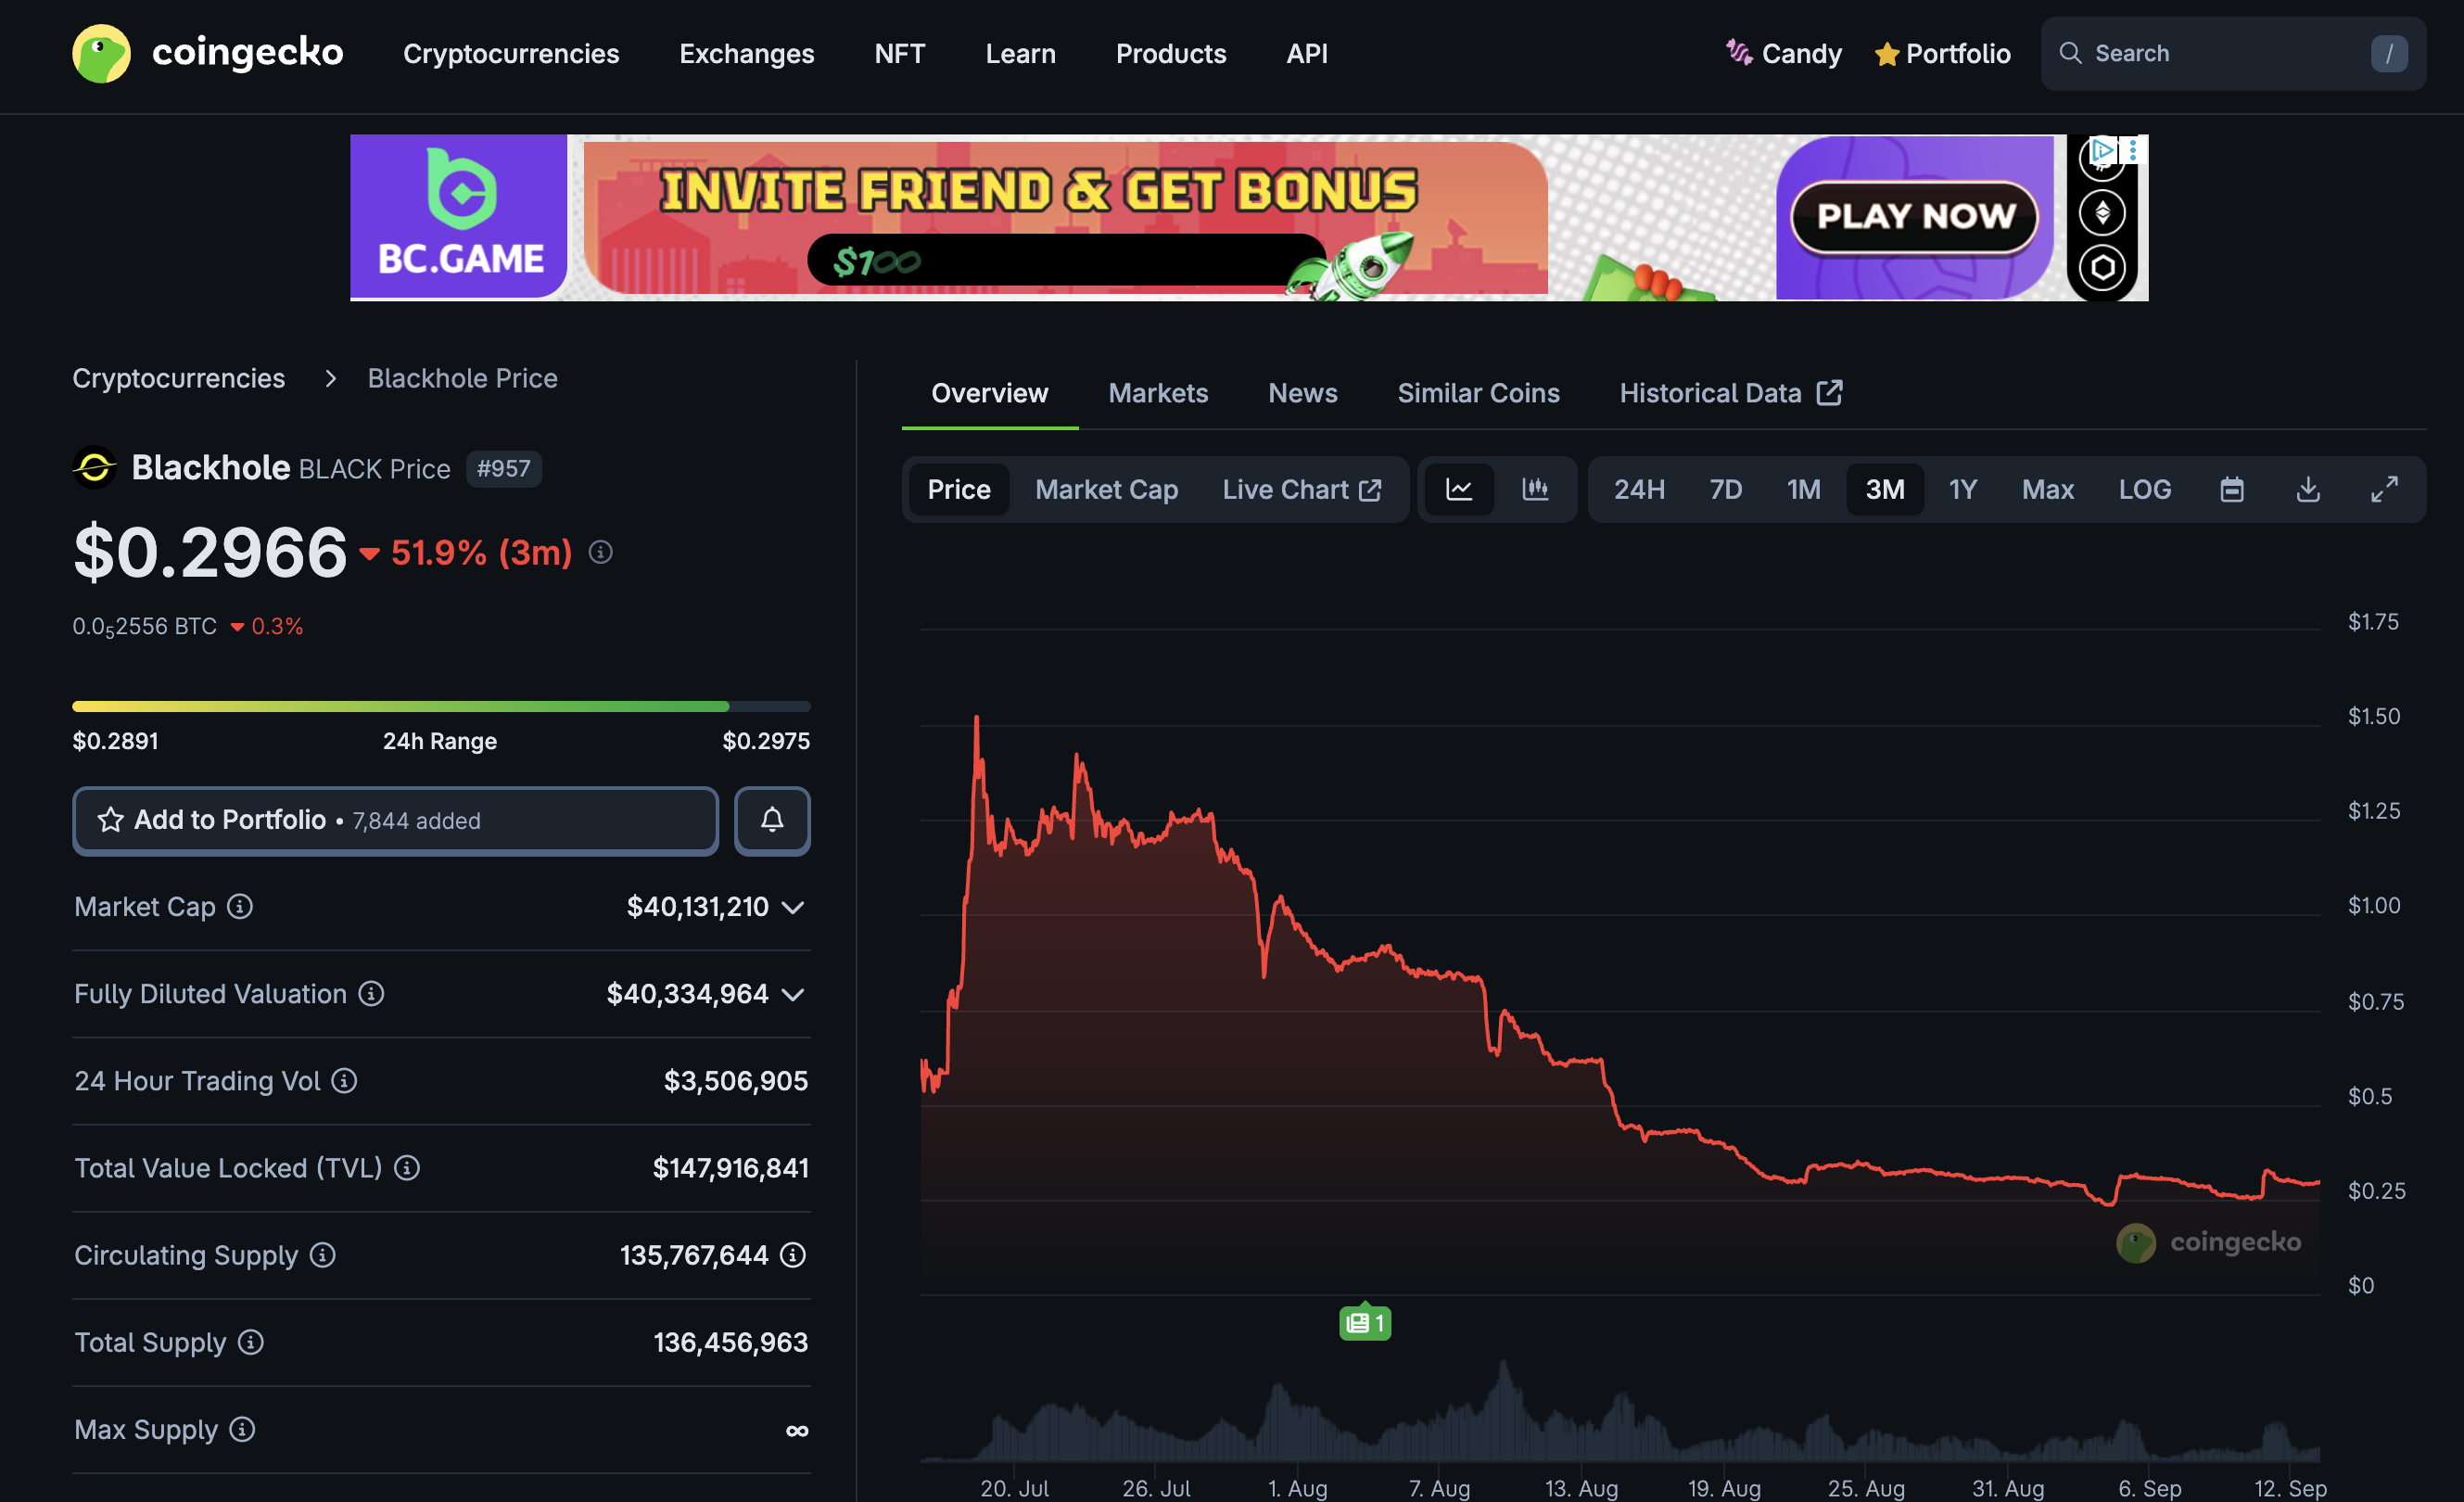 coingecko Cryptocurrencies Exchanges NFT Learn Products API Candy Portfolio Search /
BC.GAME
INVITE FRIEND & GET BONUS
$1
PLAY NOW
Cryptocurrencies > Blackhole Price
Blackhole BLACK Price #957
$0.2966 51.9% (3m)
0.0₅2556 BTC 0.3%
$0.2891 24h Range $0.2975
Add to Portfolio • 7,844 added
Market Cap $40,131,210
Fully Diluted Valuation $40,334,964
24 Hour Trading Vol $3,506,905
Total Value Locked (TVL) $147,916,841
Circulating Supply 135,767,644
Total Supply 136,456,963
Max Supply ∞
Overview Markets News Similar Coins Historical Data
Price Market Cap Live Chart 24H 7D 1M 3M 1Y Max LOG
$1.75
$1.50
$1.25
$1.00
$0.75
$0.5
$0.25
coingecko
$0
1
20. Jul 26. Jul 1. Aug 7. Aug 13. Aug 19. Aug 25. Aug 31. Aug 6. Sep 12. Sep